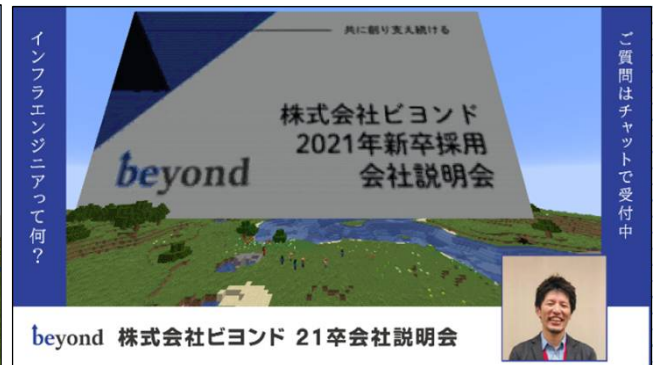 インフラエンジニアって何?
共に創り支え続ける
株式会社ビヨンド
2021年新卒採用
会社説明会
beyond
ご質問はチャットで受付中
beyond 株式会社ビヨンド 21卒会社説明会